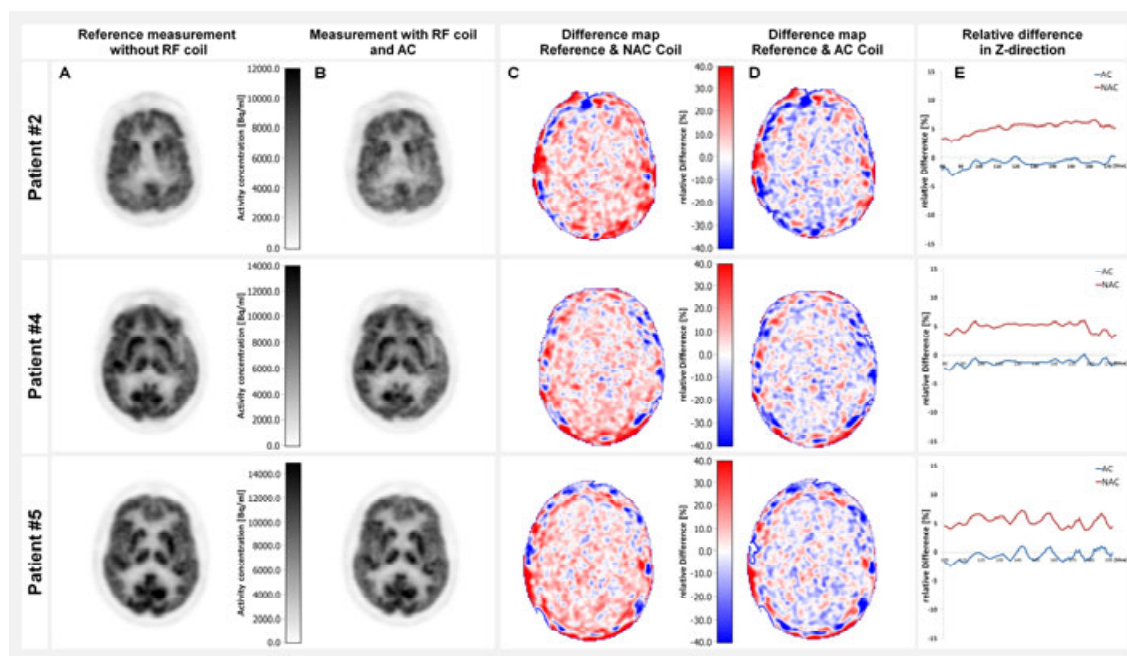 Reference measurement
without RF coil
Measurement with RF coil
and AC
Difference map
Reference & NAC Coil
Difference map
Reference & AC Coil
Relative difference
in Z-direction
Patient #2
A
Activity concentration [Bq/ml]
12000.0
10000.0
8000.0
6000.0
4000.0
2000.0
0.0
B
C
relative Difference [%]
40.0
30.0
20.0
10.0
0.0
-10.0
-20.0
-30.0
-40.0
D
E
relative Difference [%]
15
10
5
0
-5
-10
-15
AC
NAC
Patient #4
Activity concentration [Bq/ml]
14000.0
12000.0
10000.0
8000.0
6000.0
4000.0
2000.0
0.0
relative Difference [%]
40.0
30.0
20.0
10.0
0.0
-10.0
-20.0
-30.0
-40.0
relative Difference [%]
15
10
5
0
-5
-10
-15
AC
NAC
Patient #5
Activity concentration [Bq/ml]
14000.0
12000.0
10000.0
8000.0
6000.0
4000.0
2000.0
0.0
relative Difference [%]
40.0
30.0
20.0
10.0
0.0
-10.0
-20.0
-30.0
-40.0
relative Difference [%]
15
10
5
0
-5
-10
-15
AC
NAC